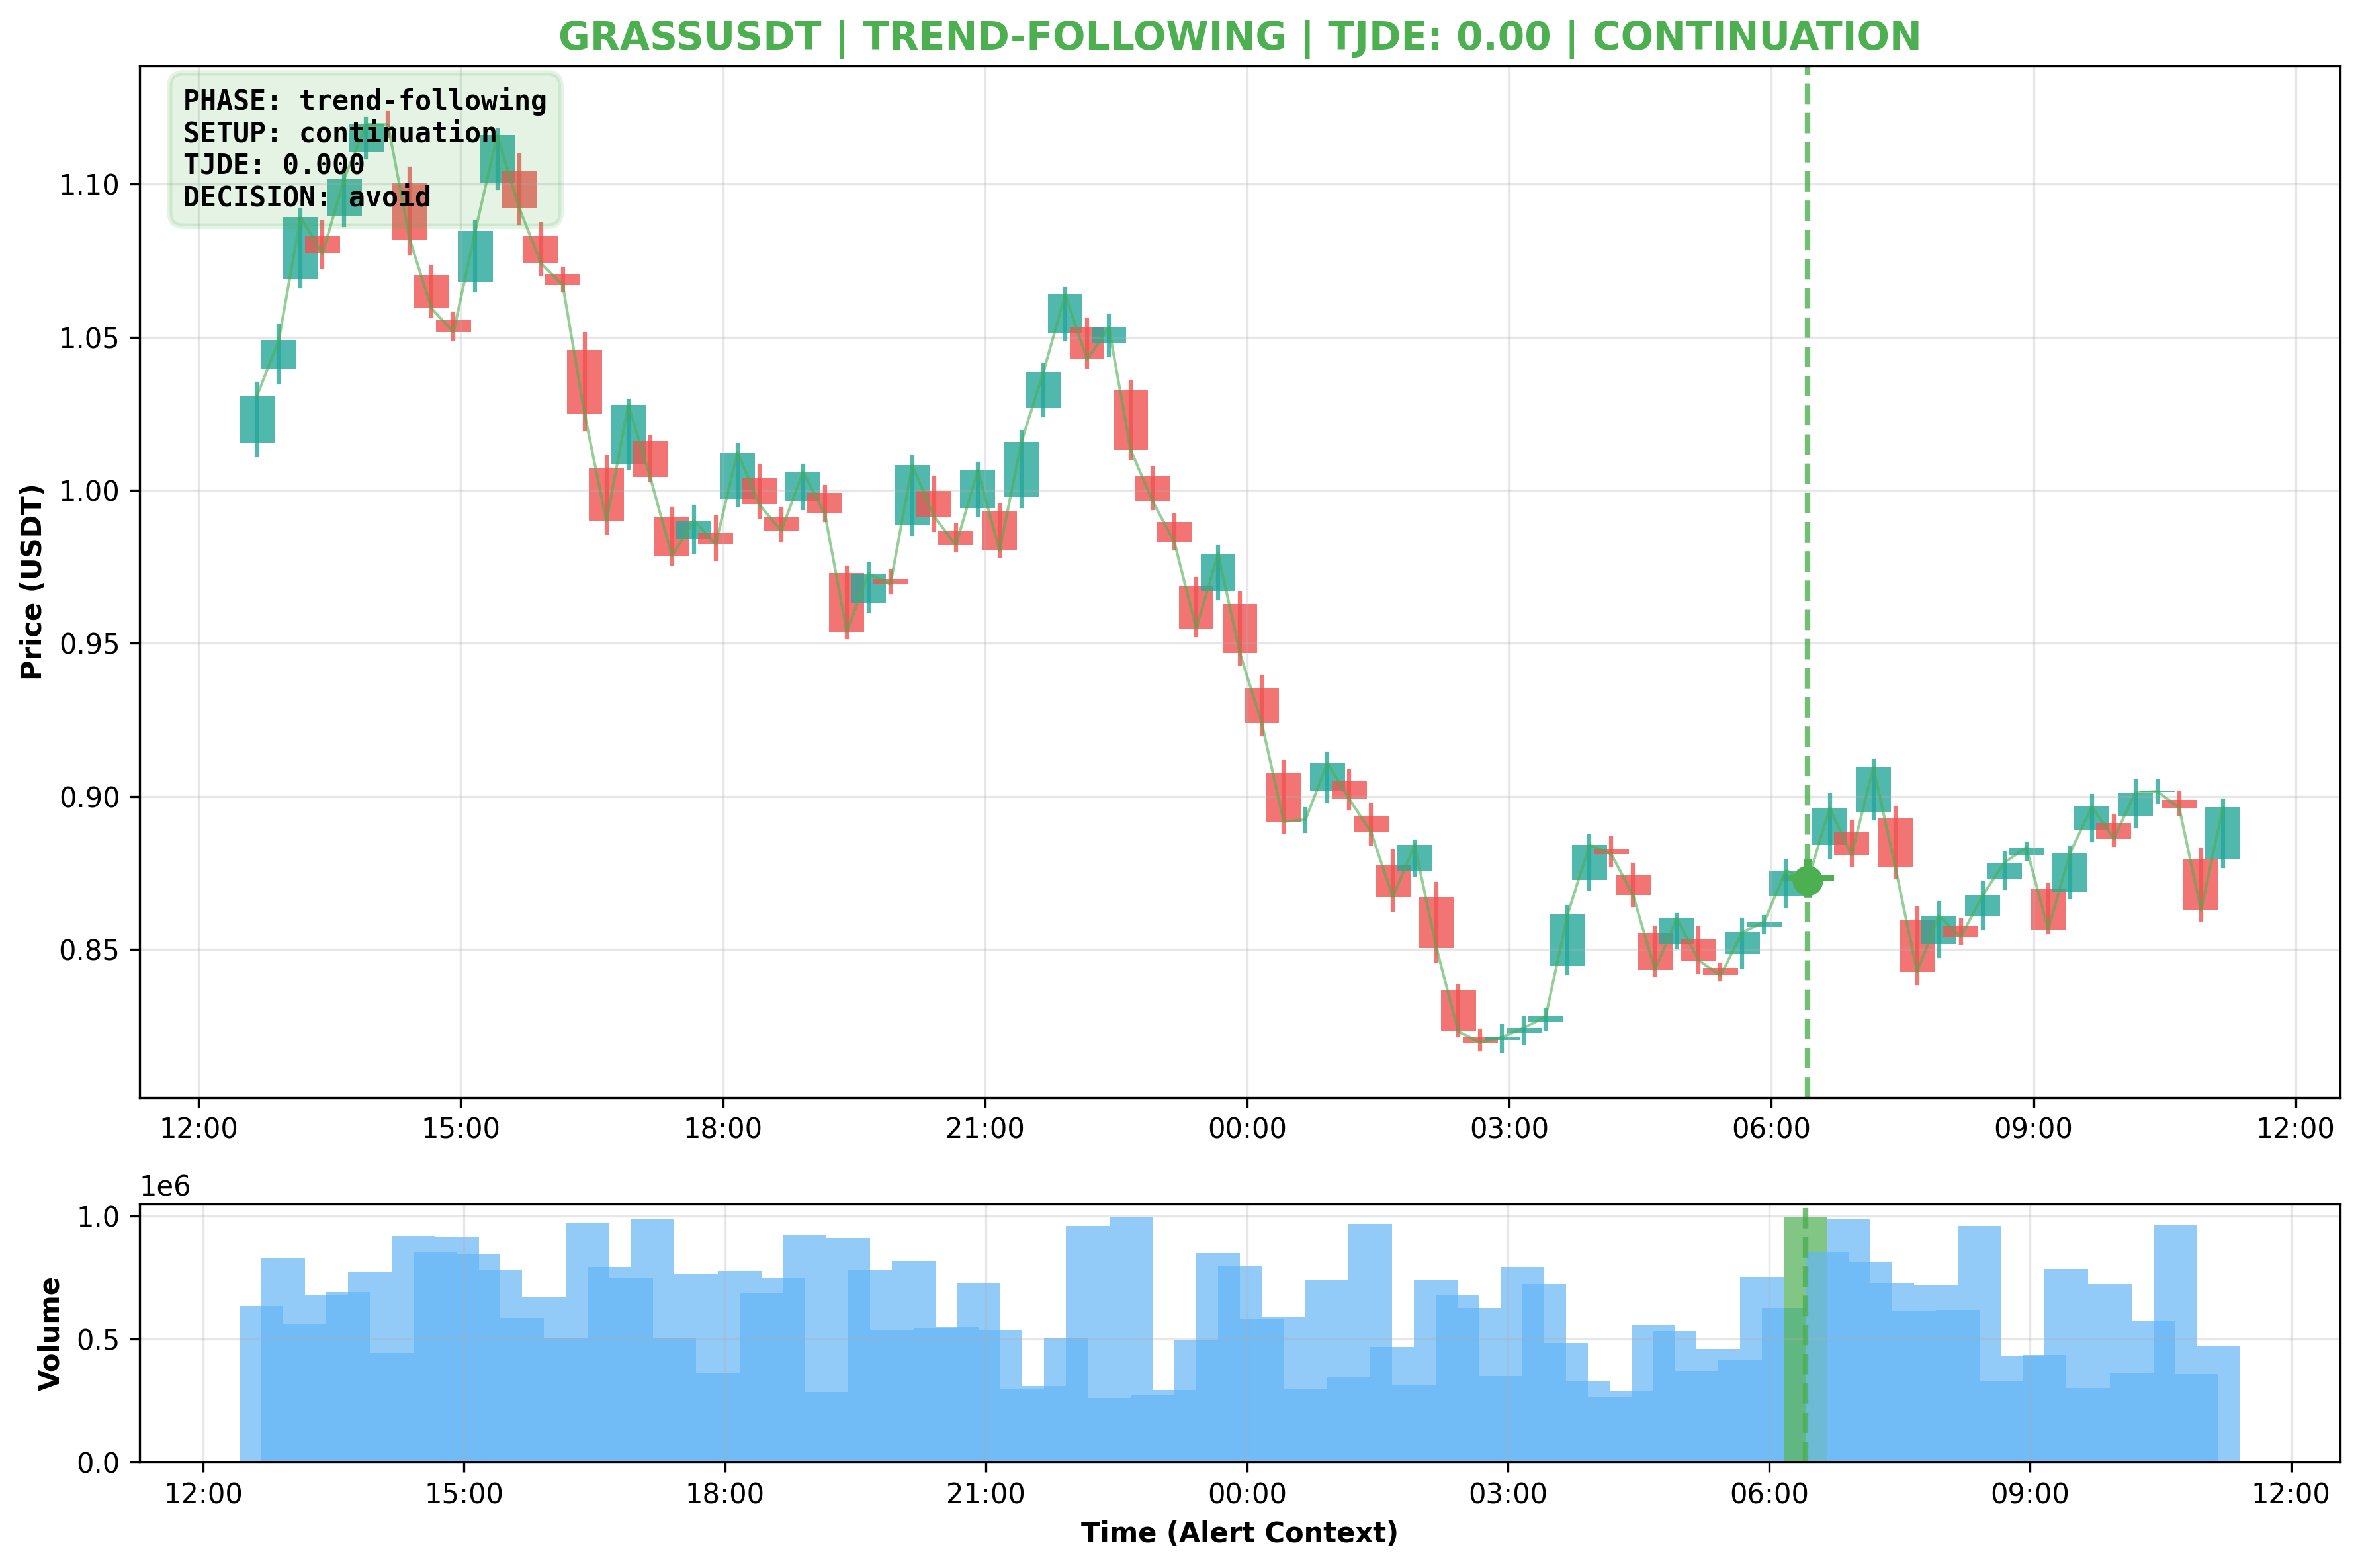 GRASSUSDT | TREND-FOLLOWING | TJDE: 0.00 | CONTINUATION
PHASE: trend-following
SETUP: continuation
TJDE: 0.000
DECISION: avoid
Price (USDT)
1.10
1.05
1.00
0.95
0.90
0.85
12:00 15:00 18:00 21:00 00:00 03:00 06:00 09:00 12:00
1e6
Volume
1.0
0.5
0.0
12:00 15:00 18:00 21:00 00:00 03:00 06:00 09:00 12:00
Time (Alert Context)